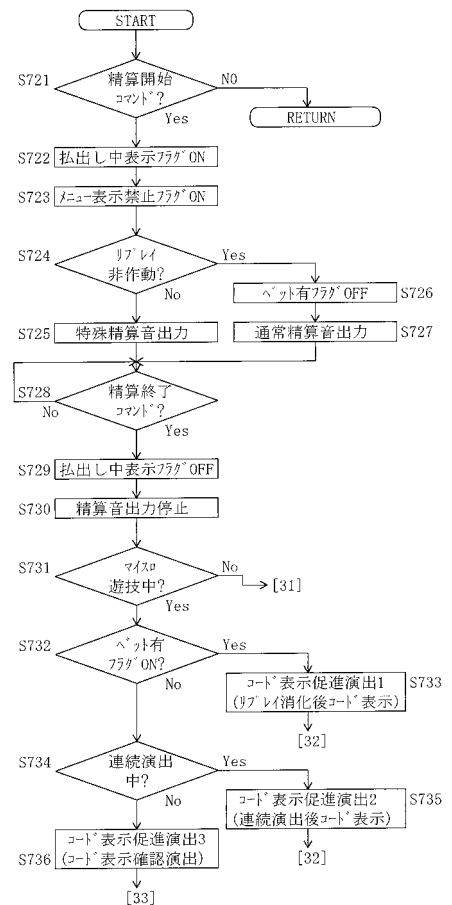 START
S721
精算開始
コマンド?
NO
RETURN
Yes
S722
払出し中表示フラグON
S723
メニュー表示禁止フラグON
S724
リプレイ
非作動?
Yes
No
ベット有フラグOFF
S726
S725
特殊精算音出力
通常精算音出力
S727
S728
精算終了
コマンド?
No
Yes
S729
払出し中表示フラグOFF
S730
精算音出力停止
S731
マイスロ
遊技中?
No
[31]
Yes
S732
ベット有
フラグON?
Yes
No
コード表示促進演出1
(リプレイ消化後コード表示)
S733
[32]
S734
連続演出
中?
Yes
No
コード表示促進演出2
(連続演出後コード表示)
S735
[32]
S736
コード表示促進演出3
(コード表示確認演出)
[33]